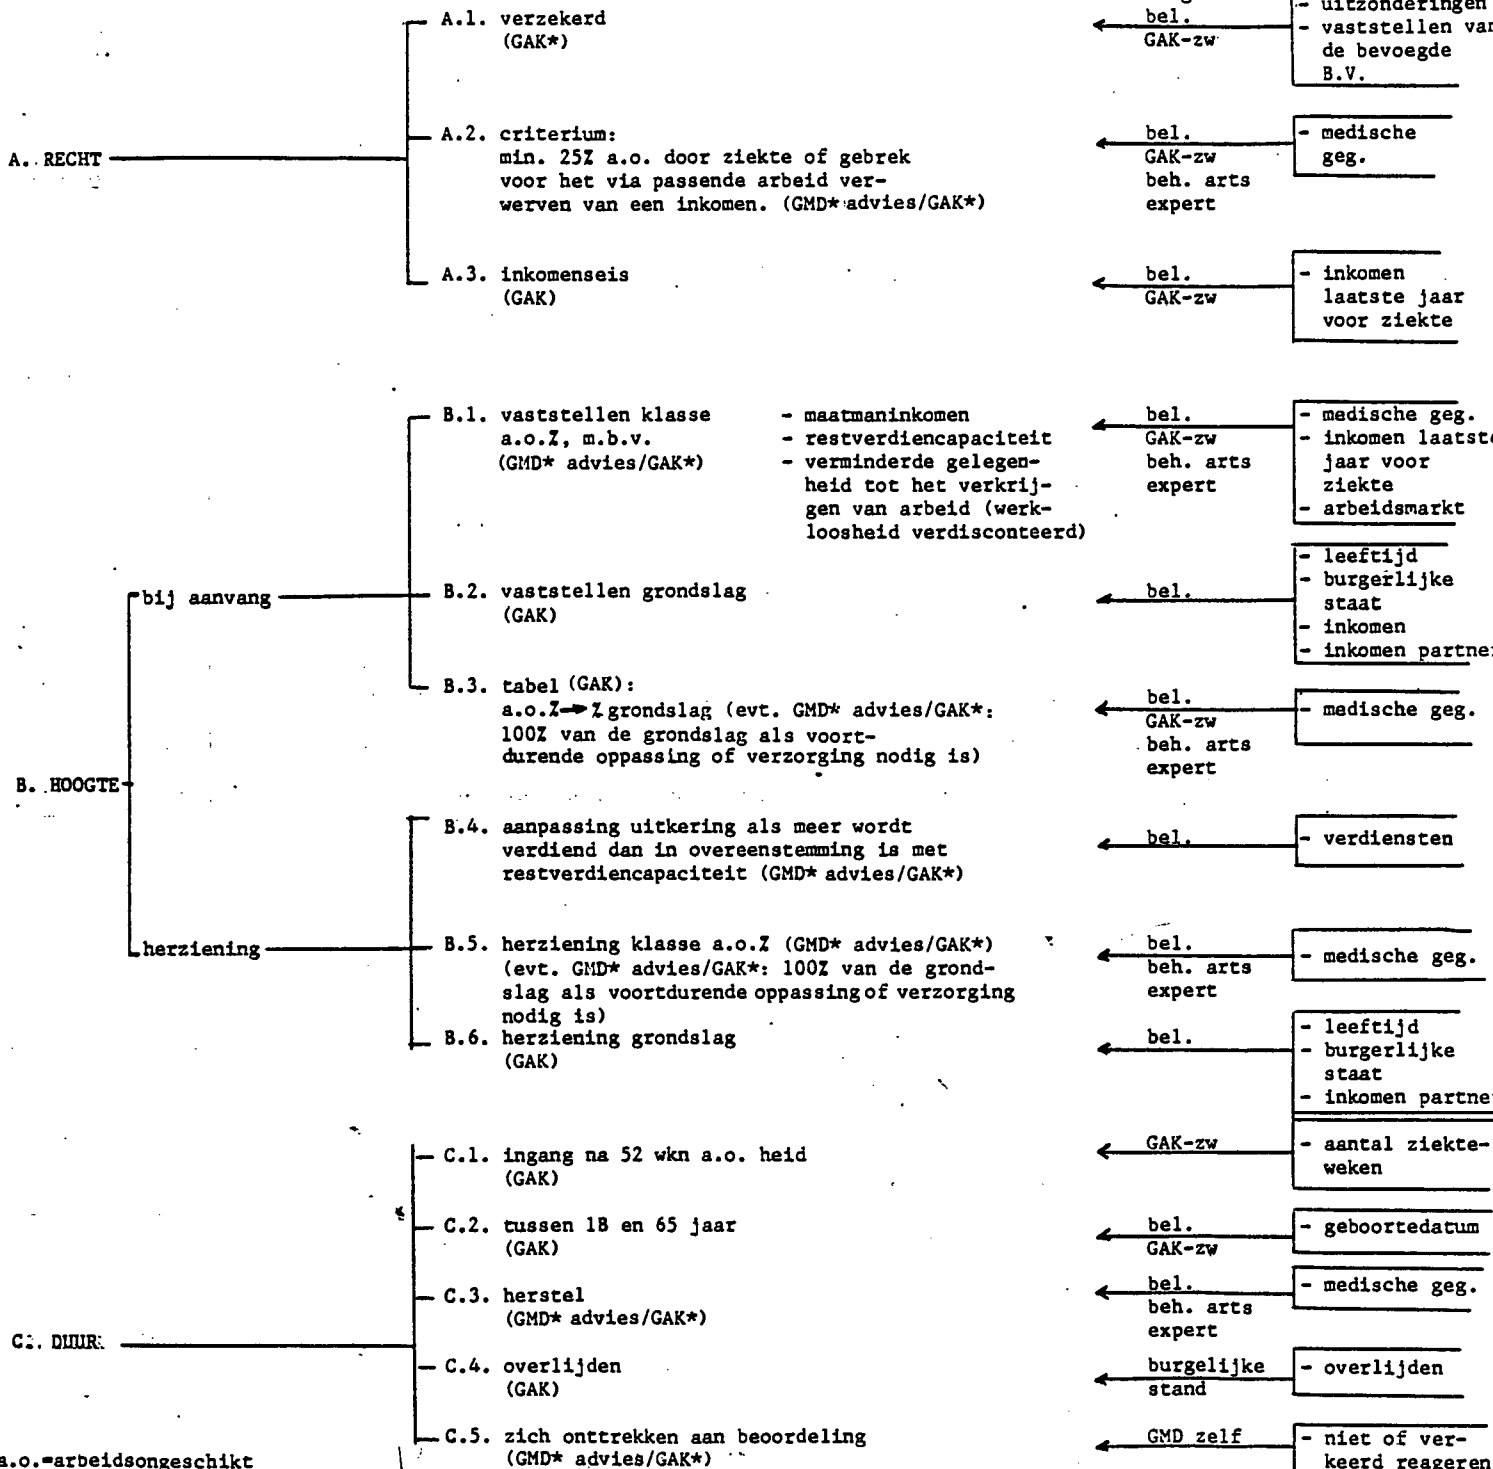 - uitzonderingen
A.1. verzekerd
(GAK*)
bel.
GAK-zw
- vaststellen van
de bevoegde
B.V.
A. RECHT
A.2. criterium:
min. 25% a.o. door ziekte of gebrek
voor het via passende arbeid ver-
werven van een inkomen. (GMD* advies/GAK*)
bel.
GAK-zw
beh. arts
expert
- medische
geg.
A.3. inkomenseis
(GAK)
bel.
GAK-zw
- inkomen
laatste jaar
voor ziekte
B. HOOGTE
bij aanvang
B.1. vaststellen klasse
a.o.%, m.b.v.
(GMD* advies/GAK*)
- maatmaninkomen
- restverdiencapaciteit
- verminderde gelegen-
heid tot het verkrij-
gen van arbeid (werk-
loosheid verdisconteerd)
bel.
GAK-zw
beh. arts
expert
- medische geg.
- inkomen laatste
jaar voor
ziekte
- arbeidsmarkt
B.2. vaststellen grondslag
(GAK)
bel.
- leeftijd
- burgerlijke
staat
- inkomen
- inkomen partner
B.3. tabel (GAK):
a.o.%→% grondslag (evt. GMD* advies/GAK*:
100% van de grondslag als voort-
durende oppassing of verzorging nodig is)
bel.
GAK-zw
beh. arts
expert
- medische geg.
herziening
B.4. aanpassing uitkering als meer wordt
verdiend dan in overeenstemming is met
restverdiencapaciteit (GMD* advies/GAK*)
bel.
- verdiensten
B.5. herziening klasse a.o.% (GMD* advies/GAK*)
(evt. GMD* advies/GAK*: 100% van de grond-
slag als voortdurende oppassing of verzorging
nodig is)
bel.
beh. arts
expert
- medische geg.
B.6. herziening grondslag
(GAK)
bel.
- leeftijd
- burgerlijke
staat
- inkomen partner
C. DUUR
C.1. ingang na 52 wkn a.o. heid
(GAK)
GAK-zw
- aantal ziekte-
weken
C.2. tussen 18 en 65 jaar
(GAK)
bel.
GAK-zw
- geboortedatum
C.3. herstel
(GMD* advies/GAK*)
bel.
beh. arts
expert
- medische geg.
C.4. overlijden
(GAK)
burgelijke
stand
- overlijden
C.5. zich onttrekken aan beoordeling
(GMD* advies/GAK*)
GMD zelf
- niet of ver-
keerd reageren
a.o.=arbeidsongeschikt